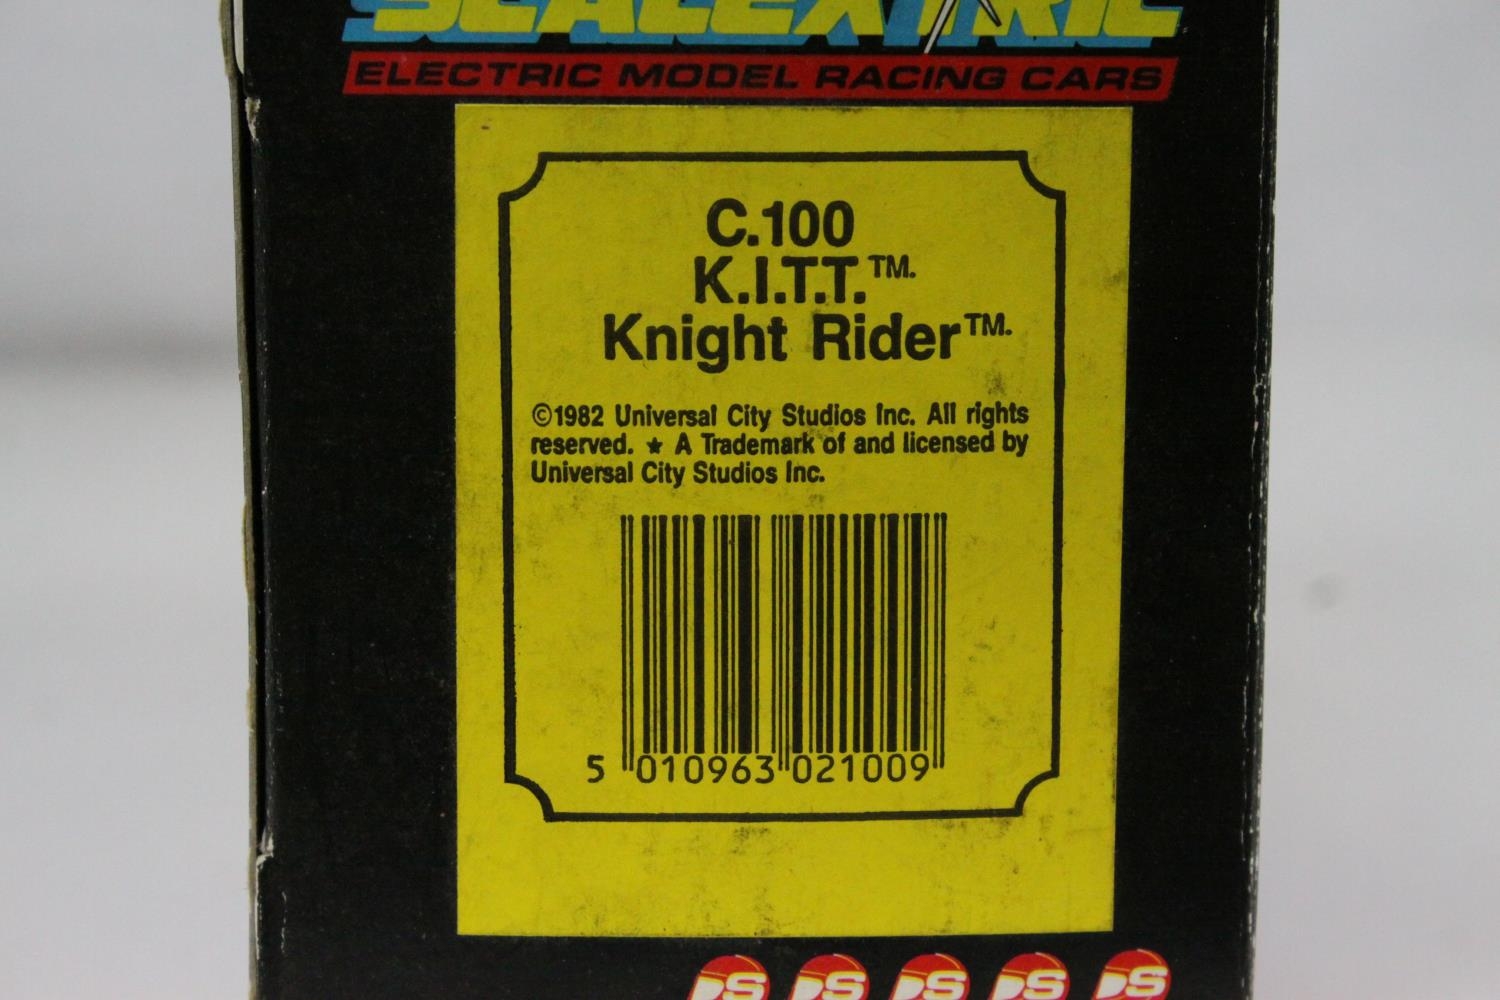 SCALEXTRIC
ELECTRIC MODEL RACING CARS
C.100
K.I.T.T.™.
Knight Rider™.
©1982 Universal City Studios Inc. All rights
reserved. ★ A Trademark of and licensed by
Universal City Studios Inc.
5 010963 021009